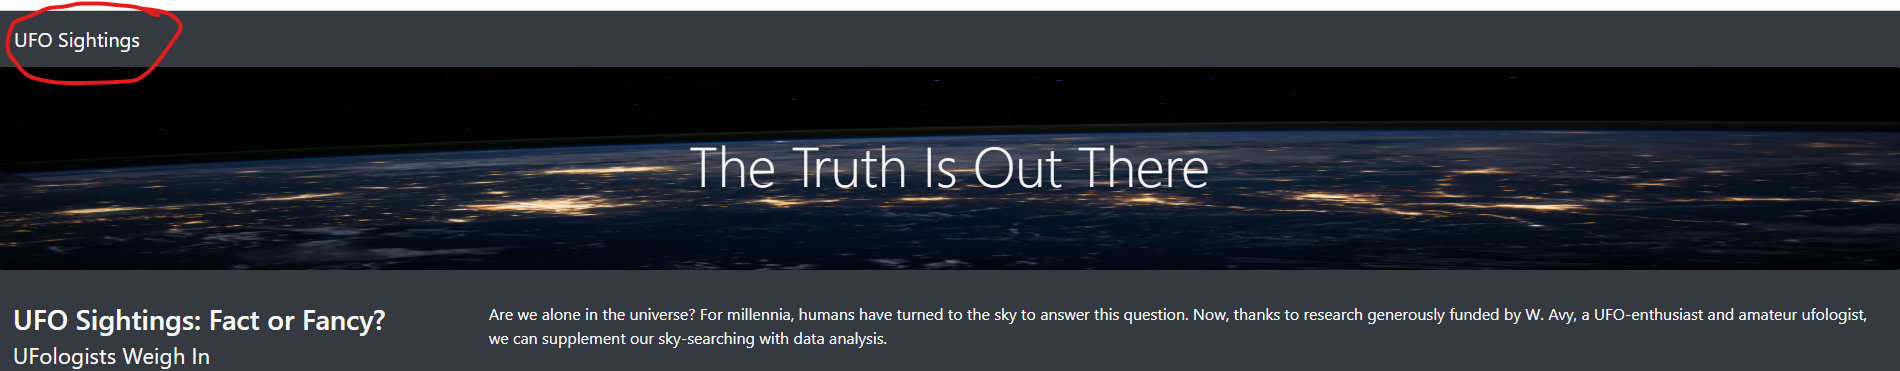 UFO Sightings
The Truth Is Out There
UFO Sightings: Fact or Fancy?
UFologists Weigh In
Are we alone in the universe? For millennia, humans have turned to the sky to answer this question. Now, thanks to research generously funded by W. Avy, a UFO-enthusiast and amateur ufologist,
we can supplement our sky-searching with data analysis.